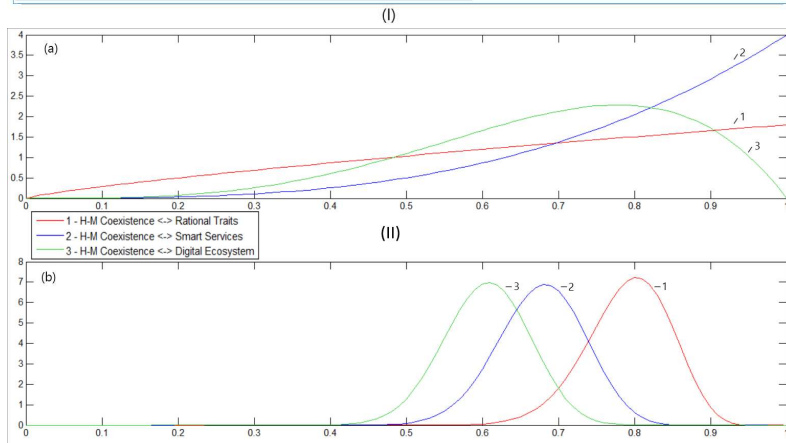 (I)
(a)
4
3.5
3
2.5
2
1.5
1
0.5
0
2
1
3
0 0.1 0.2 0.3 0.4 0.5 0.6 0.7 0.8 0.9 1
1 - H-M Coexistence <-> Rational Traits
2 - H-M Coexistence <-> Smart Services
3 - H-M Coexistence <-> Digital Ecosystem
(II)
(b)
8
7
6
5
4
3
2
1
0
3 2 1
0 0.1 0.2 0.3 0.4 0.5 0.6 0.7 0.8 0.9 1